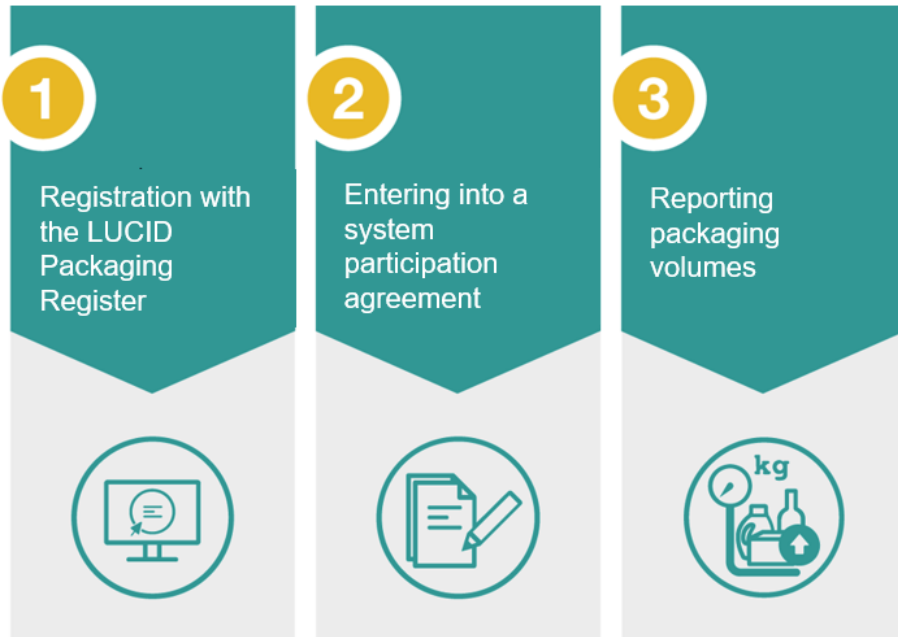 1
Registration with
the LUCID
Packaging
Register
2
Entering into a
system
participation
agreement
3
Reporting
packaging
volumes
kg